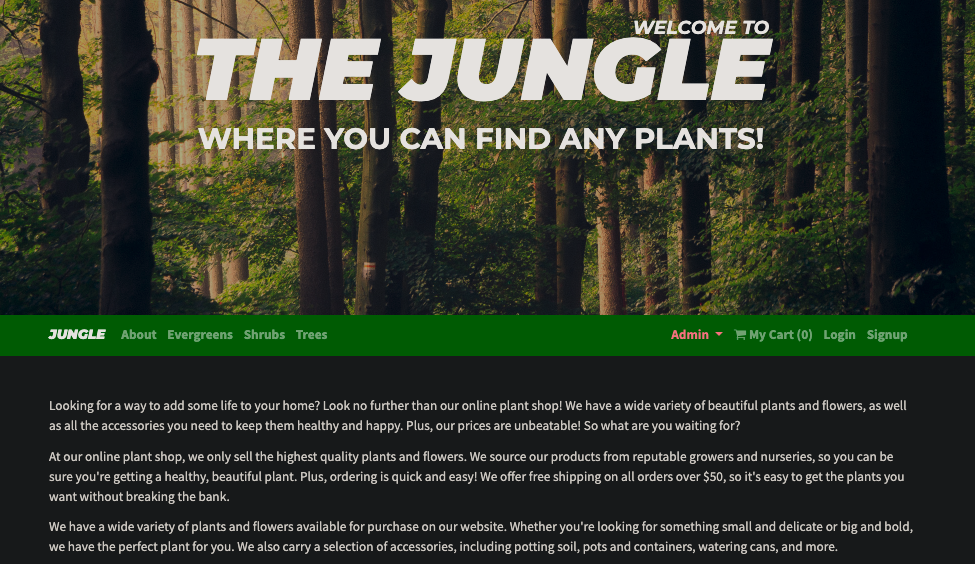 WELCOME TO
THE JUNGLE
WHERE YOU CAN FIND ANY PLANTS!
JUNGLE About Evergreens Shrubs Trees Admin My Cart (0) Login Signup
Looking for a way to add some life to your home? Look no further than our online plant shop! We have a wide variety of beautiful plants and flowers, as well
as all the accessories you need to keep them healthy and happy. Plus, our prices are unbeatable! So what are you waiting for?
At our online plant shop, we only sell the highest quality plants and flowers. We source our products from reputable growers and nurseries, so you can be
sure you're getting a healthy, beautiful plant. Plus, ordering is quick and easy! We offer free shipping on all orders over $50, so it's easy to get the plants you
want without breaking the bank.
We have a wide variety of plants and flowers available for purchase on our website. Whether you're looking for something small and delicate or big and bold,
we have the perfect plant for you. We also carry a selection of accessories, including potting soil, pots and containers, watering cans, and more.